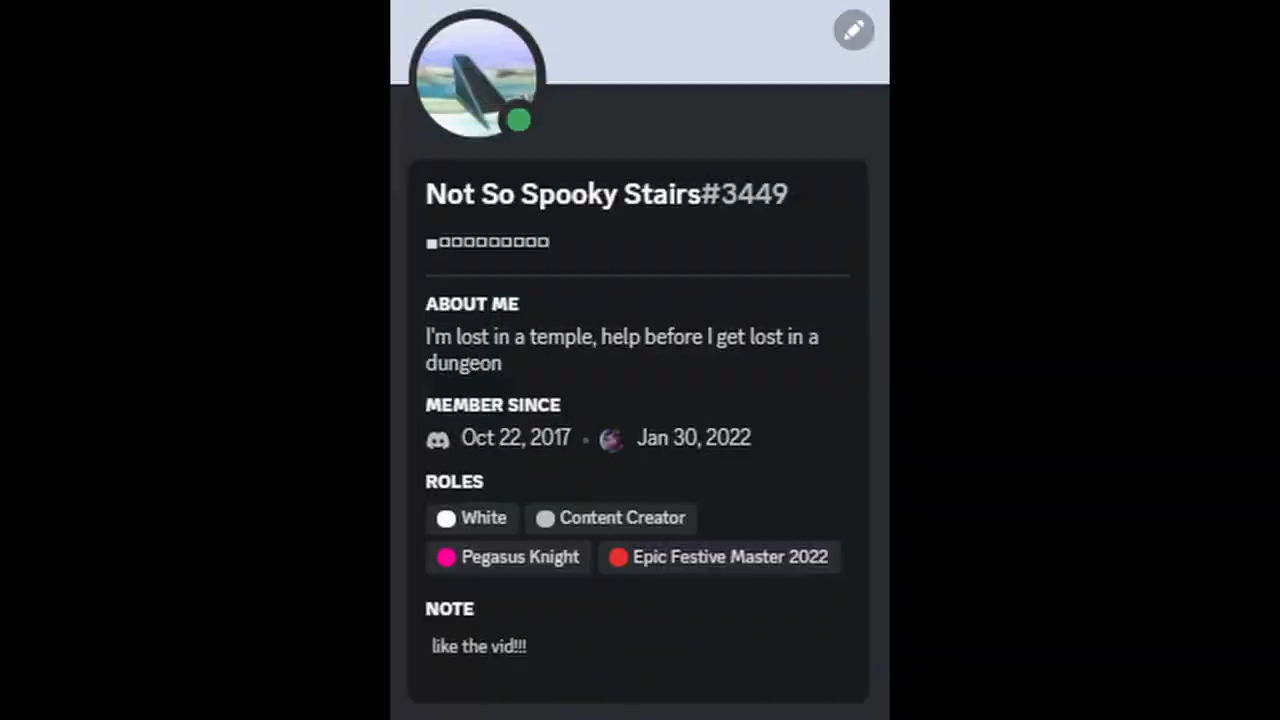 Not So Spooky Stairs#3449
■□□□□□□□□□
ABOUT ME
I'm lost in a temple, help before I get lost in a
dungeon
MEMBER SINCE
Oct 22, 2017 • Jan 30, 2022
ROLES
White Content Creator
Pegasus Knight Epic Festive Master 2022
NOTE
like the vid!!!